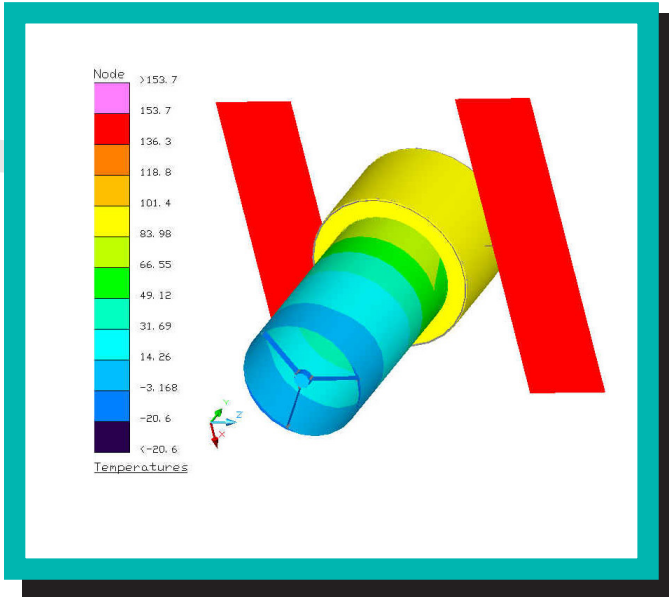 Node
>153.7
153.7
136.3
118.8
101.4
83.98
66.55
49.12
31.69
14.26
-3.168
-20.6
<-20.6
Temperatures
Y
Z
X